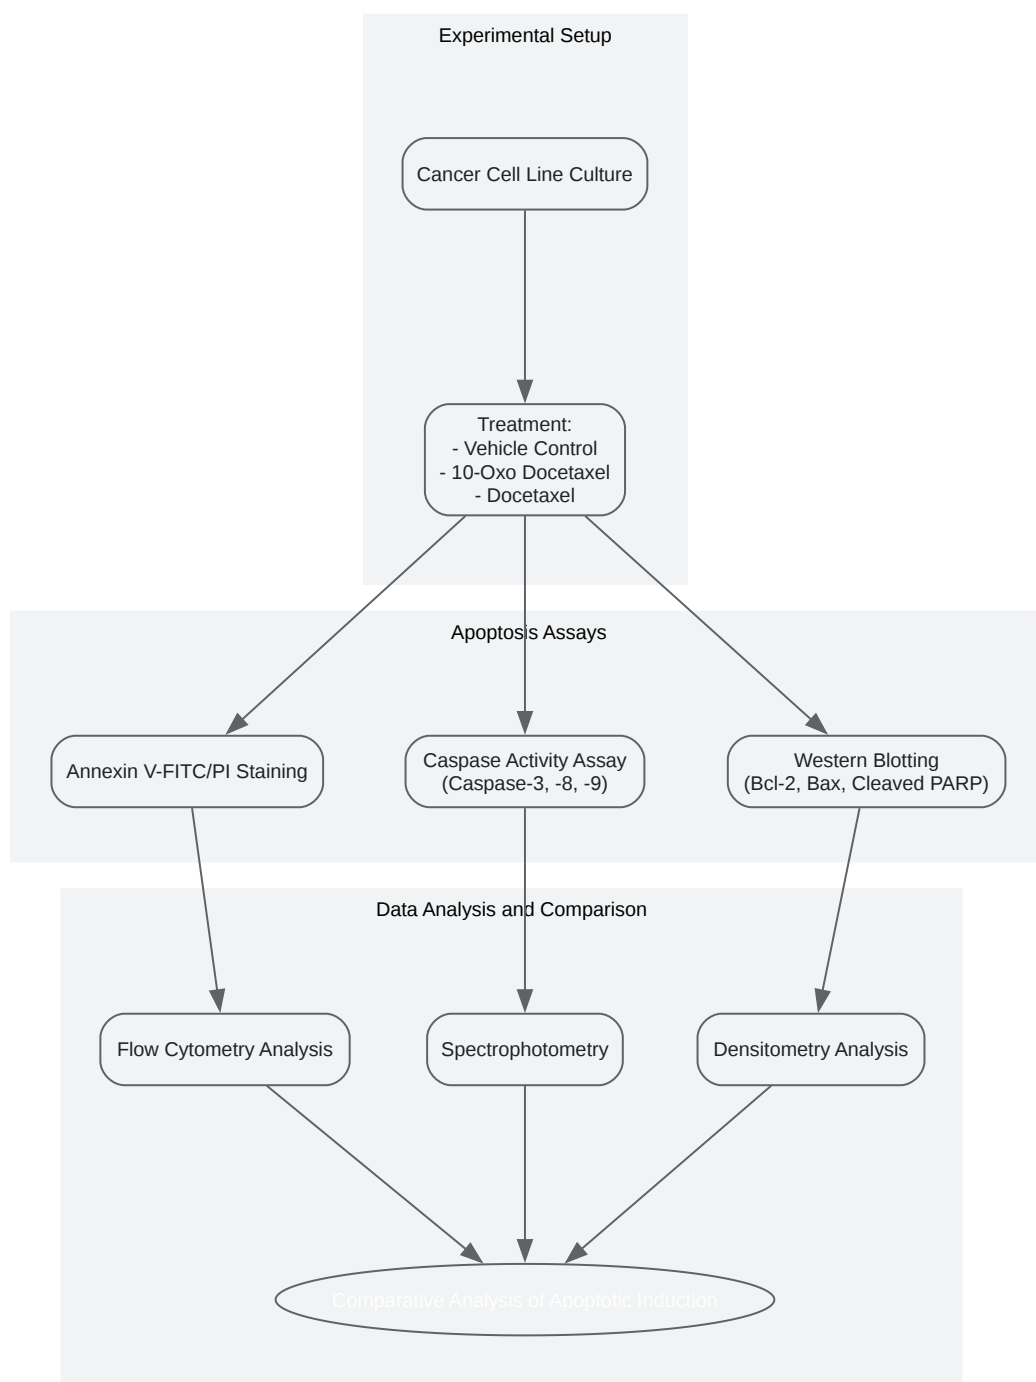 Experimental Setup
Cancer Cell Line Culture
Treatment:
- Vehicle Control
- 10-Oxo Docetaxel
- Docetaxel
Apoptosis Assays
Annexin V-FITC/PI Staining
Caspase Activity Assay
(Caspase-3, -8, -9)
Western Blotting
(Bcl-2, Bax, Cleaved PARP)
Data Analysis and Comparison
Flow Cytometry Analysis
Spectrophotometry
Densitometry Analysis
Comparative Analysis of Apoptotic Induction